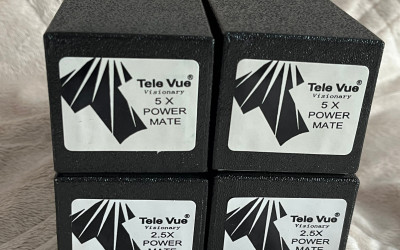 Tele Vue®
Visionary
5 X
POWER
MATE
Tele Vue®
Visionary
5 X
POWER
MATE
Tele Vue®
Visionary
2.5X
POWER
MATE
Tele Vue®
Visionary
2.5X
POWER
MATE